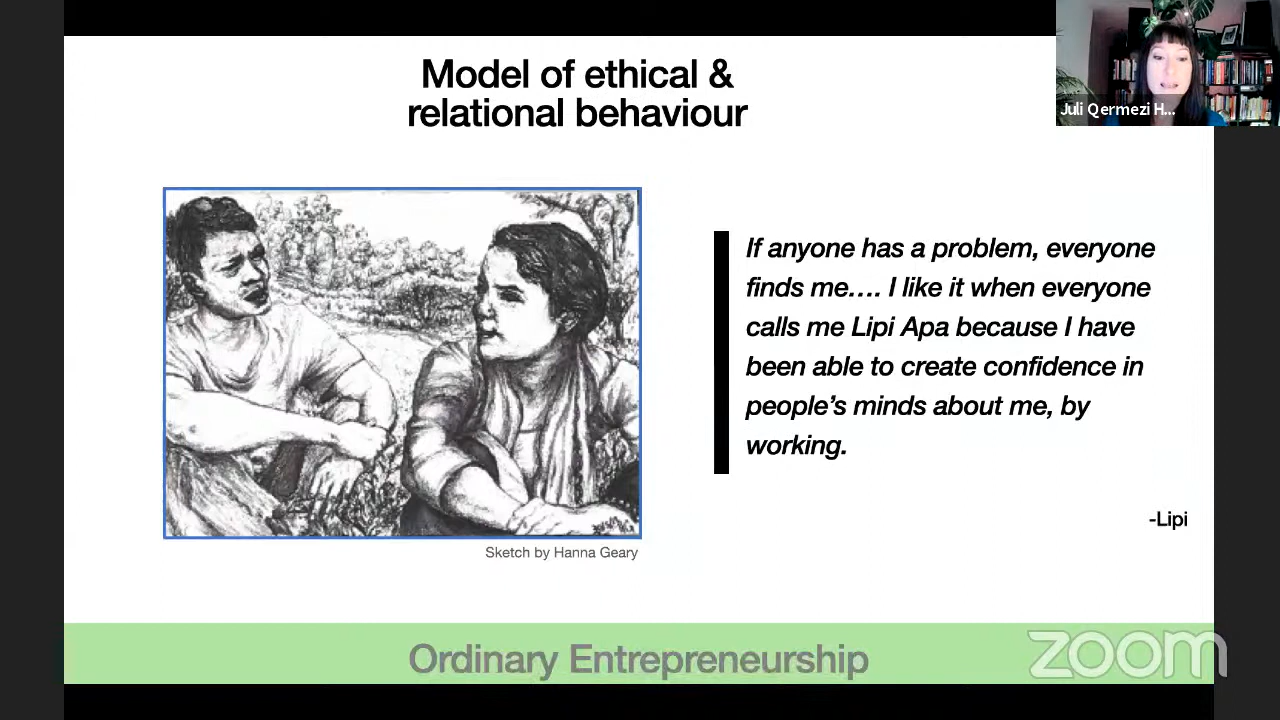 Model of ethical &
relational behaviour
Juli Qermezi H...
If anyone has a problem, everyone
finds me…. I like it when everyone
calls me Lipi Apa because I have
been able to create confidence in
people’s minds about me, by
working.
-Lipi
Sketch by Hanna Geary
Ordinary Entrepreneurship
zoom